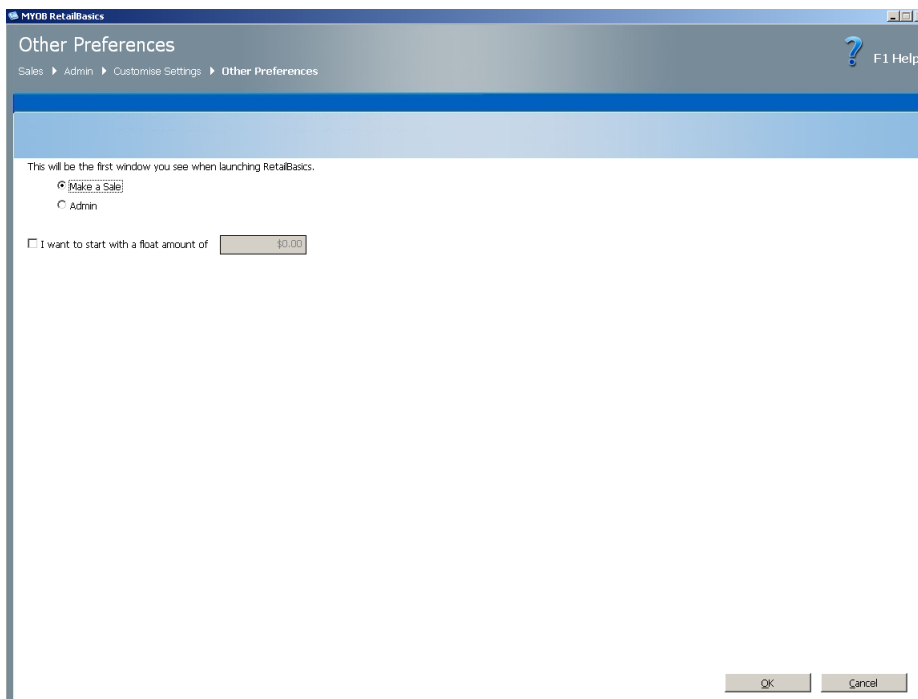 MYOB RetailBasics
Other Preferences
F1 Help
Sales Admin Customise Settings Other Preferences
This will be the first window you see when launching RetailBasics.
Make a Sale
Admin
I want to start with a float amount of $0.00
OK Cancel